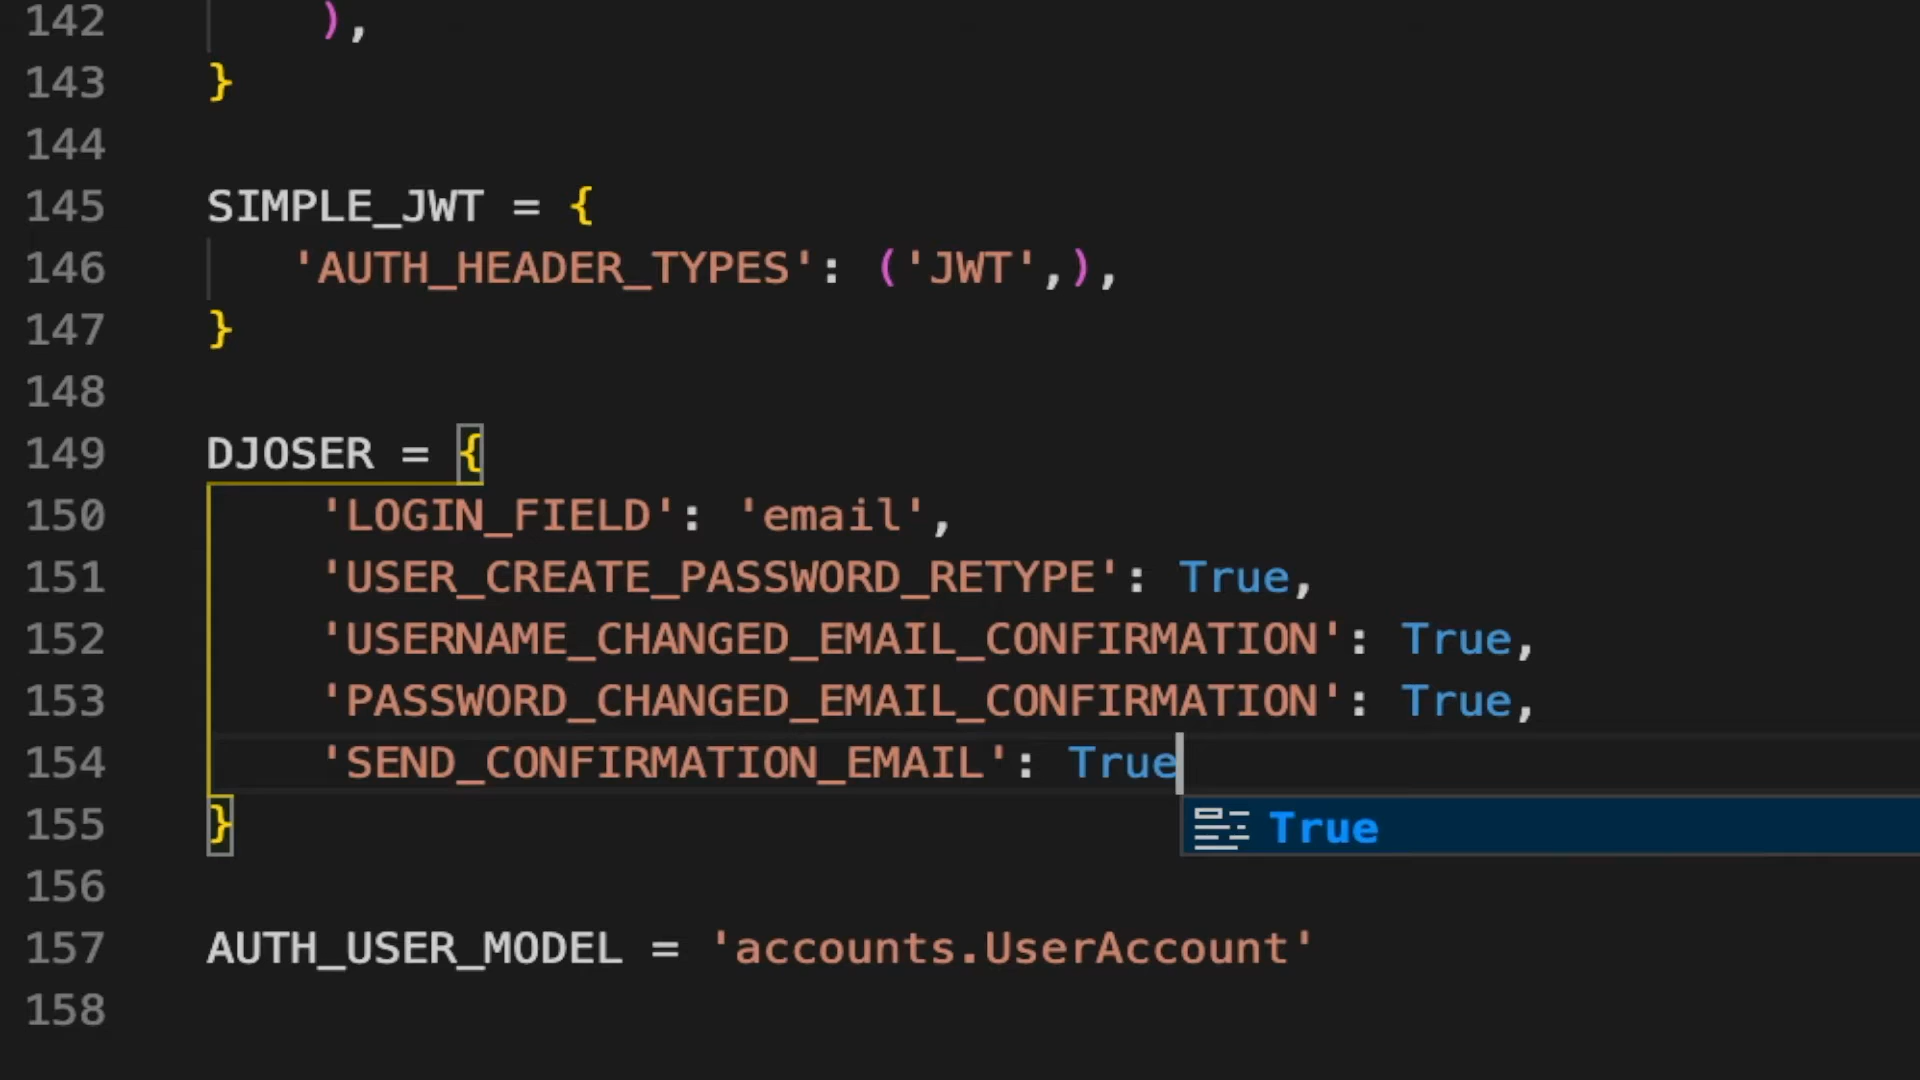 142 ),
143 }
144
145 SIMPLE_JWT = {
146 'AUTH_HEADER_TYPES': ('JWT',),
147 }
148
149 DJOSER = {
150 'LOGIN_FIELD': 'email',
151 'USER_CREATE_PASSWORD_RETYPE': True,
152 'USERNAME_CHANGED_EMAIL_CONFIRMATION': True,
153 'PASSWORD_CHANGED_EMAIL_CONFIRMATION': True,
154 'SEND_CONFIRMATION_EMAIL': True
155 }
True
156
157 AUTH_USER_MODEL = 'accounts.UserAccount'
158